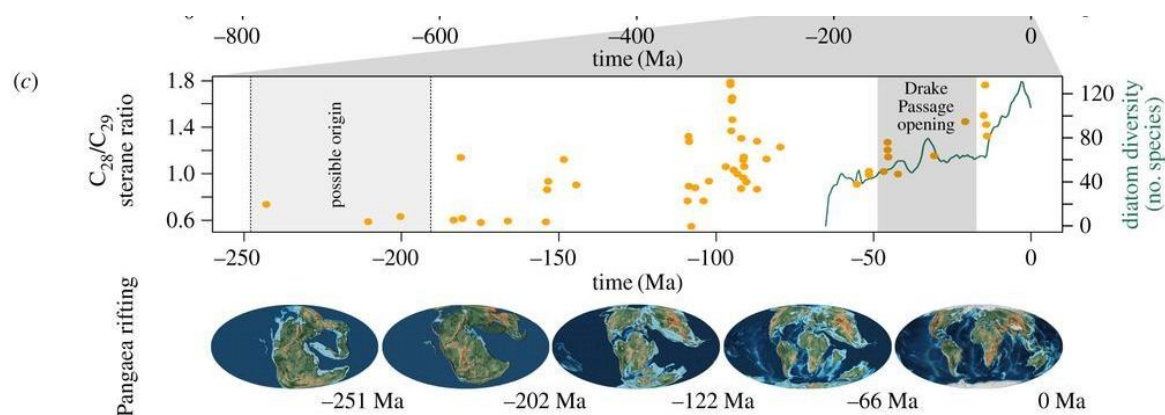 0
−800 −600 −400 −200 0
time (Ma)
(c)
C28/C29
sterane ratio
1.8
1.4
1.0
0.6
possible origin
Drake
Passage
opening
120
80
40
0
diatom diversity
(no. species)
−250 −200 −150 −100 −50 0
time (Ma)
Pangaea rifting
−251 Ma −202 Ma −122 Ma −66 Ma 0 Ma